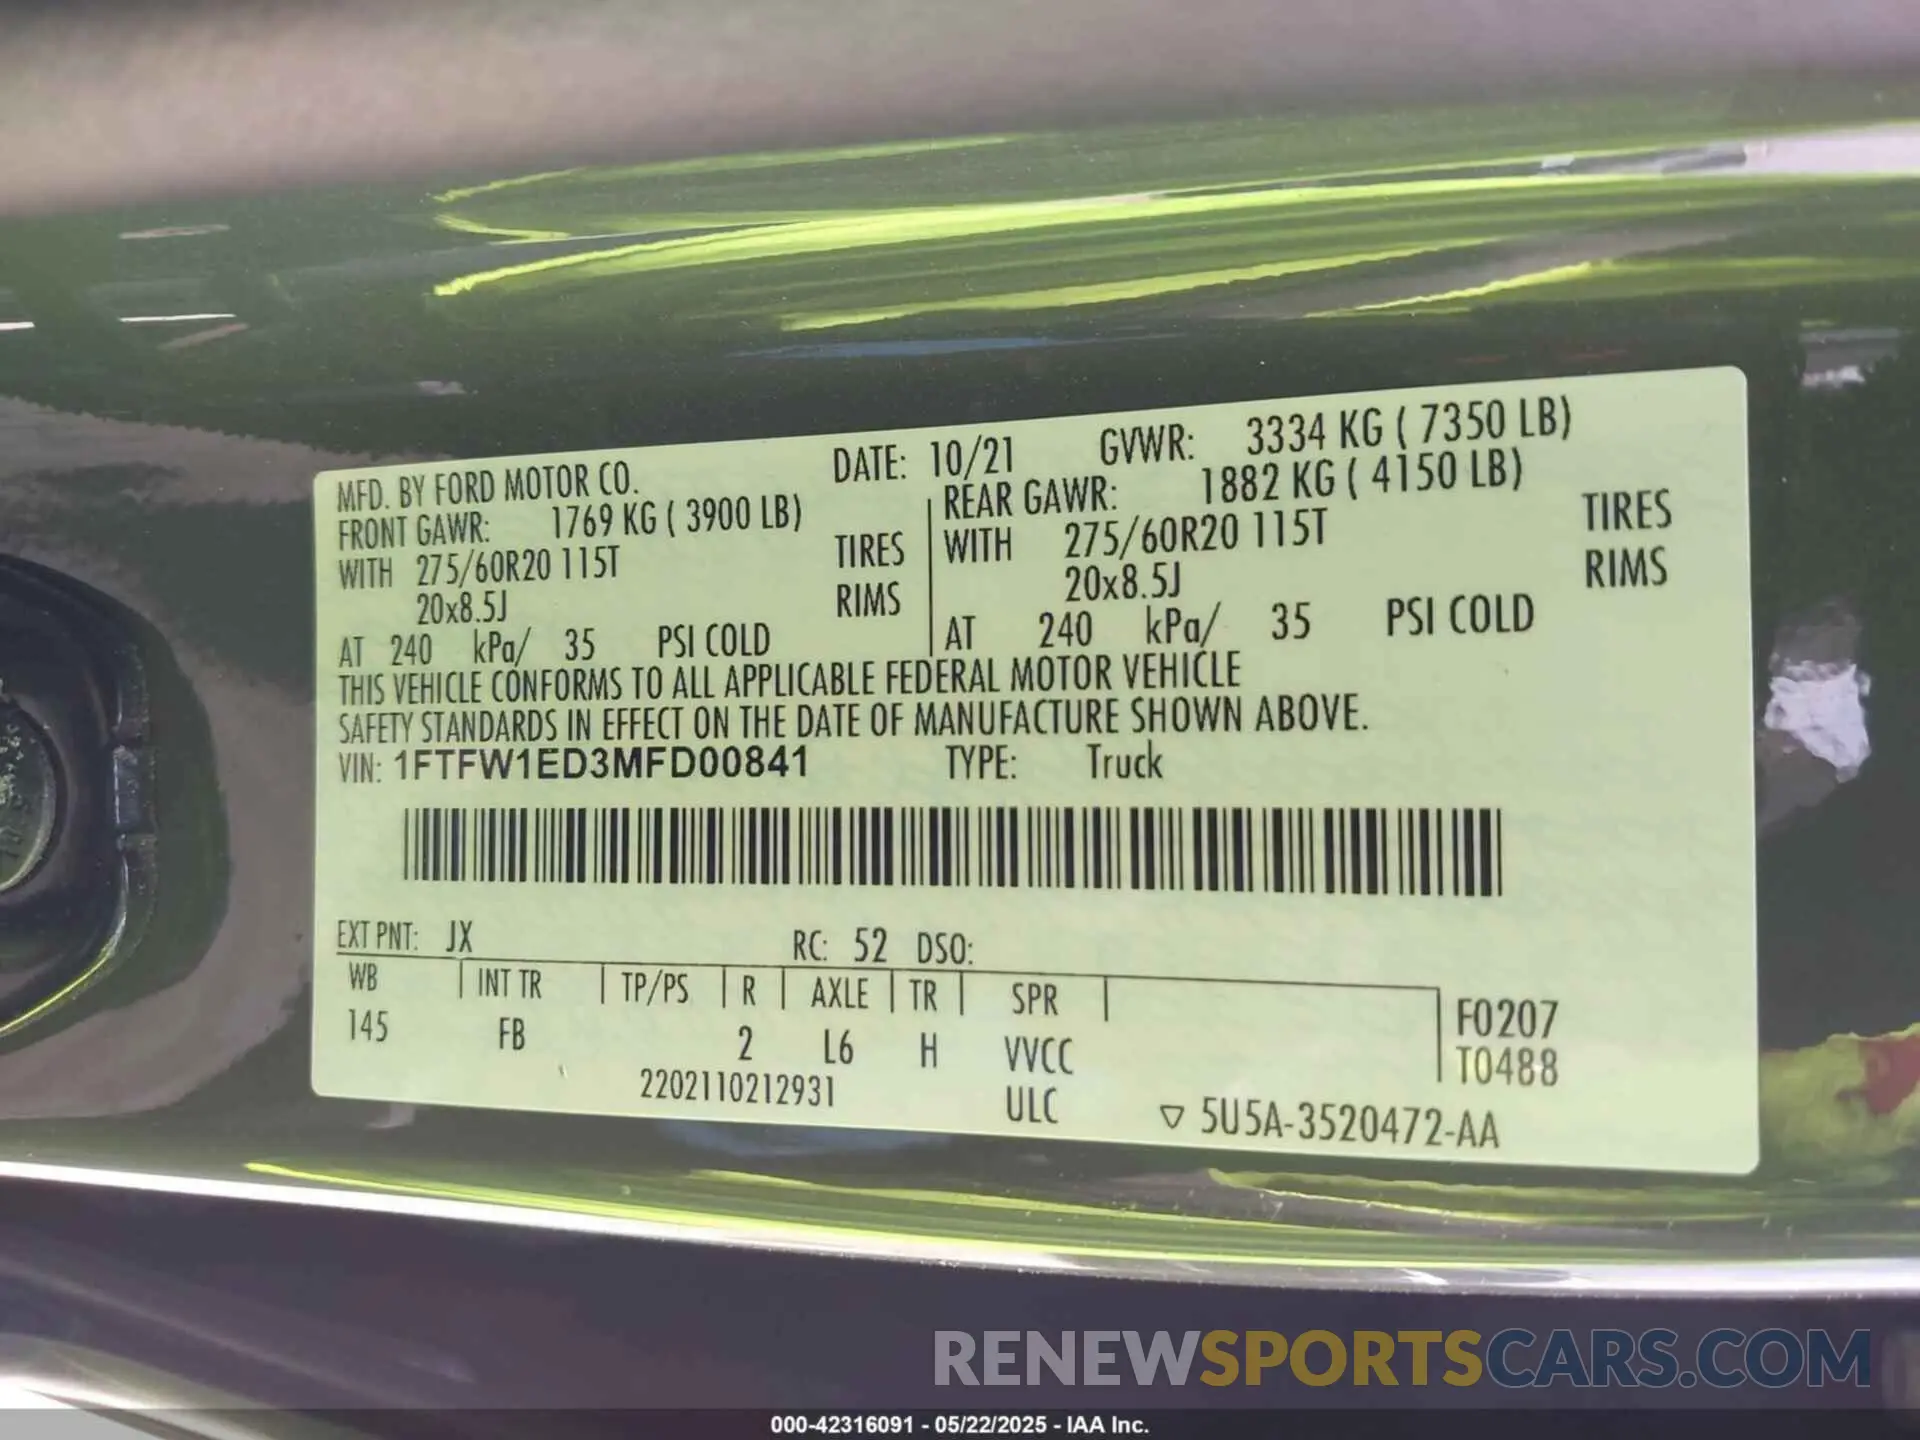 MFD. BY FORD MOTOR CO. DATE: 10/21 GVWR: 3334 KG ( 7350 LB)
FRONT GAWR: 1769 KG ( 3900 LB) REAR GAWR: 1882 KG ( 4150 LB)
WITH 275/60R20 115T TIRES WITH 275/60R20 115T TIRES
20x8.5J RIMS 20x8.5J RIMS
AT 240 kPa/ 35 PSI COLD AT 240 kPa/ 35 PSI COLD
THIS VEHICLE CONFORMS TO ALL APPLICABLE FEDERAL MOTOR VEHICLE
SAFETY STANDARDS IN EFFECT ON THE DATE OF MANUFACTURE SHOWN ABOVE.
VIN: 1FTFW1ED3MFD00841 TYPE: Truck
EXT PNT: JX RC: 52 DSO:
WB INT TR TP/PS R AXLE TR SPR F0207
145 FB 2 L6 H VVCC T0488
2202110212931 ULC ▽ 5U5A-3520472-AA
RENEWSPORTSCARS.COM
000-42316091 - 05/22/2025 - IAA Inc.